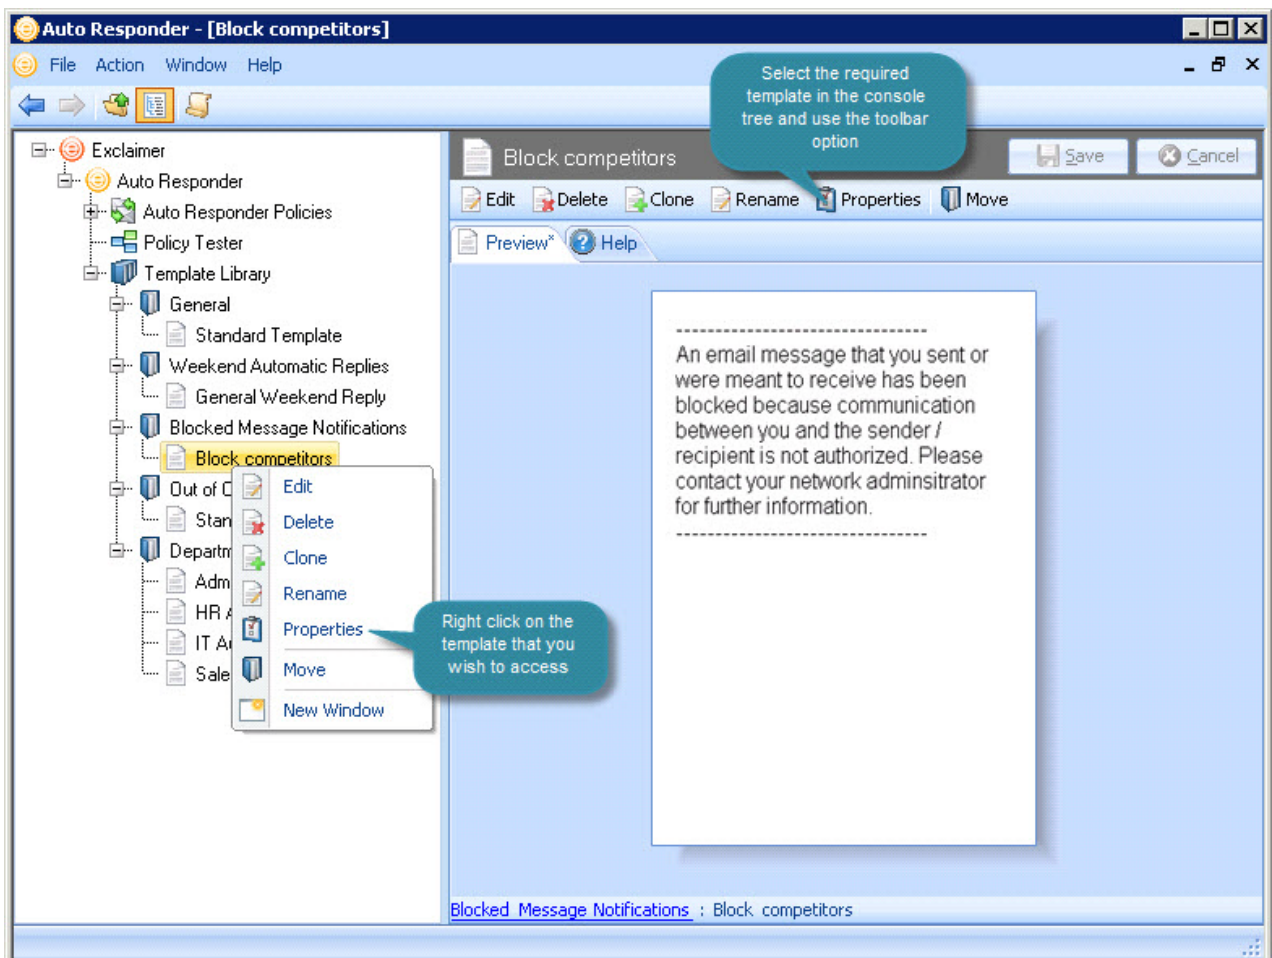 Auto Responder - [Block competitors]
File Action Window Help
Select the required
template in the console
tree and use the toolbar
option
Exclaimer
Auto Responder
Auto Responder Policies
Policy Tester
Template Library
General
Standard Template
Weekend Automatic Replies
General Weekend Reply
Blocked Message Notifications
Block competitors
Out of
Stan
Departm
Adm
HR
IT
Sale
Edit
Delete
Clone
Rename
Properties
Move
New Window
Right click on the
template that you
wish to access
Block competitors
Save Cancel
Edit Delete Clone Rename Properties Move
Preview* Help
--------------------------------
An email message that you sent or
were meant to receive has been
blocked because communication
between you and the sender /
recipient is not authorized. Please
contact your network adminsitrator
for further information.
--------------------------------
Blocked Message Notifications : Block competitors